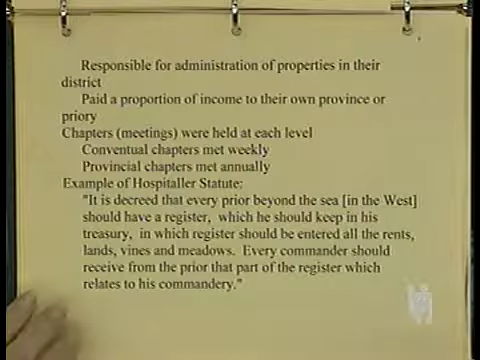 Responsible for administration of properties in their
district
Paid a proportion of income to their own province or
priory
Chapters (meetings) were held at each level
Conventual chapters met weekly
Provincial chapters met annually
Example of Hospitaller Statute:
"It is decreed that every prior beyond the sea [in the West]
should have a register, which he should keep in his
treasury, in which register should be entered all the rents,
lands, vines and meadows. Every commander should
receive from the prior that part of the register which
relates to his commandery."